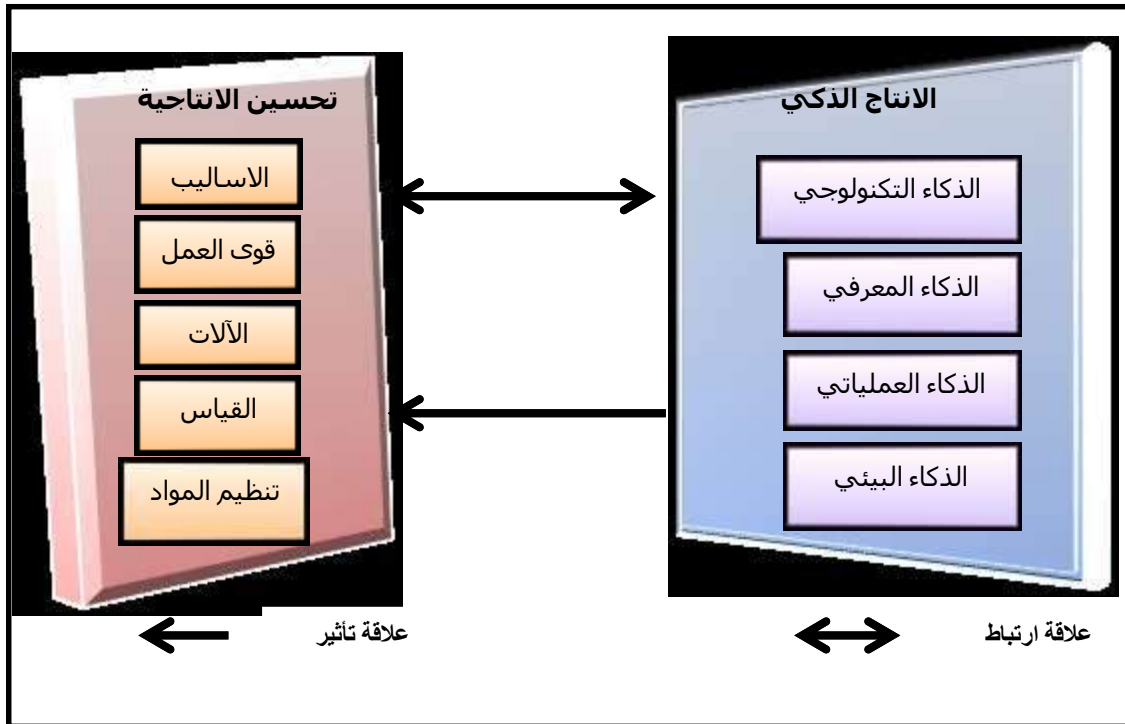 الانتاج الذكي
الذكاء التكنولوجي
الذكاء المعرفي
الذكاء العملياتي
الذكاء البيئي
تحسين الانتاجية
الاساليب
قوى العمل
الآلات
القياس
تنظيم المواد
علاقة ارتباط
علاقة تأثير